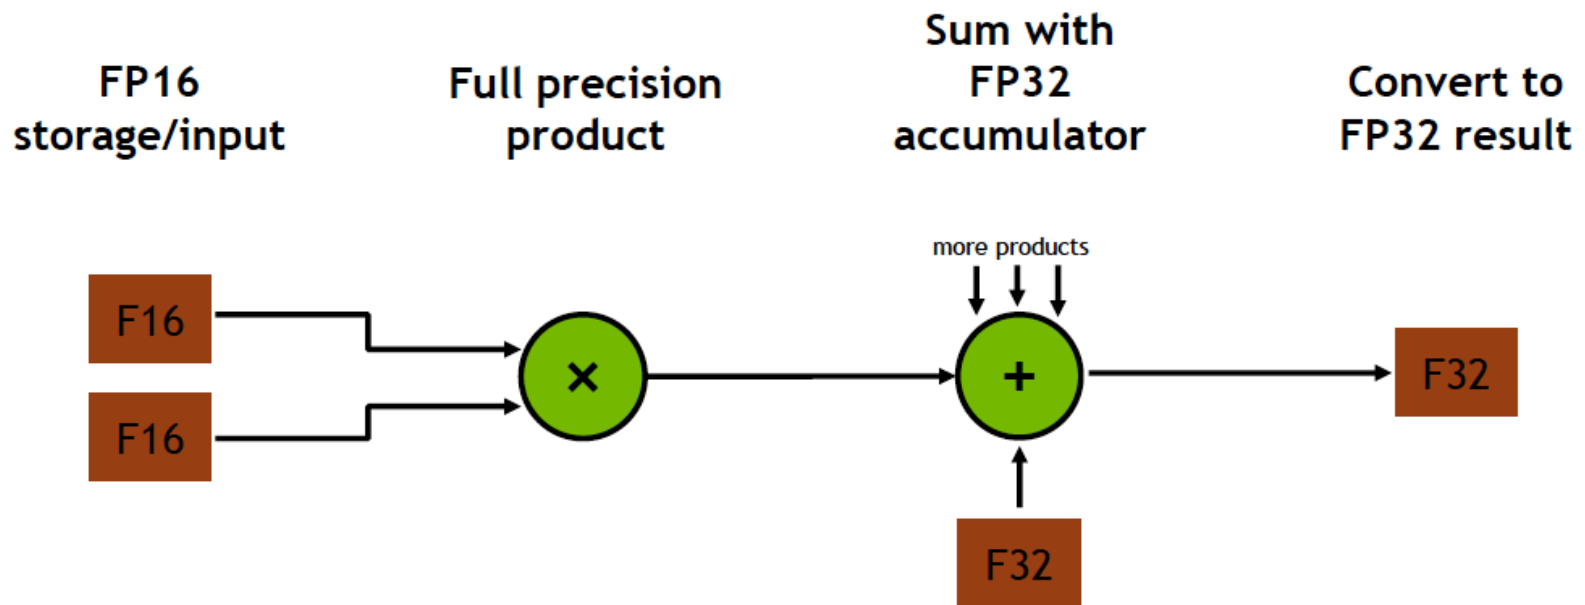 FP16
storage/input
Full precision
product
Sum with
FP32
accumulator
Convert to
FP32 result
more products
F16
F16
×
+
F32
F32